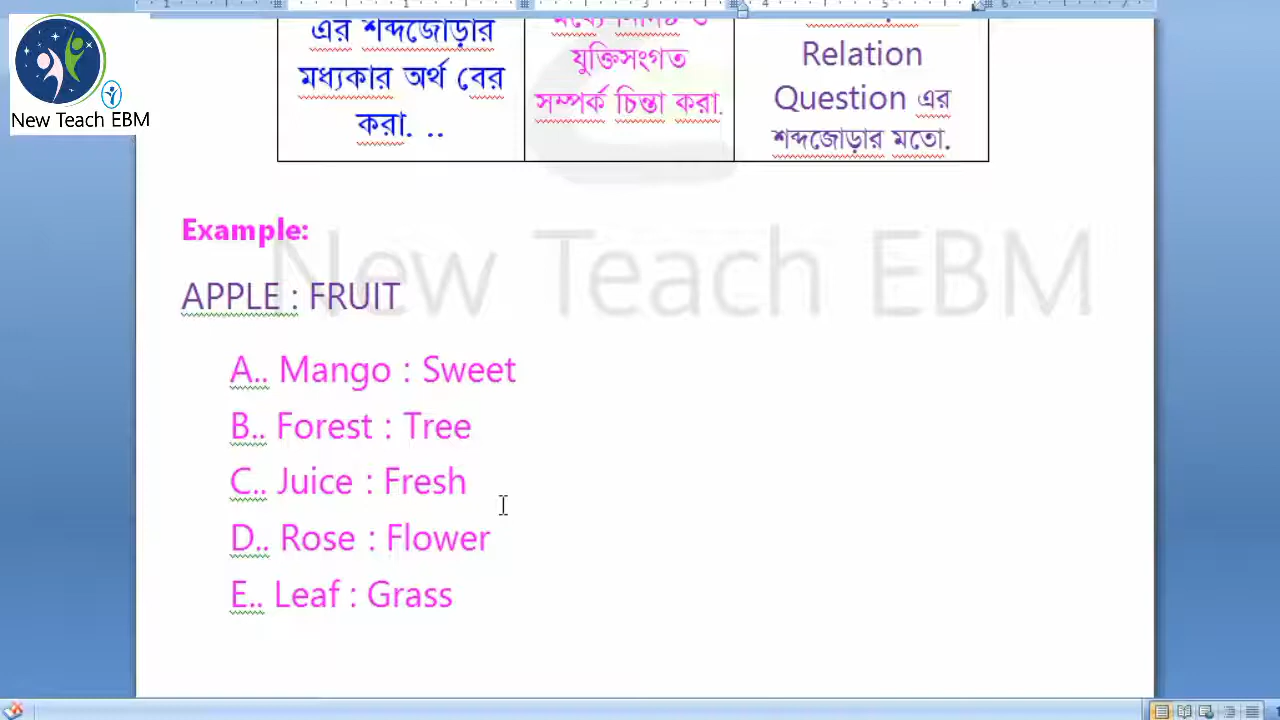 এর শব্দজোড়ার
মধ্যকার অর্থ বের
করা. ..
যুক্তিসংগত
সম্পর্ক চিন্তা করা.
Relation
Question এর
শব্দজোড়ার মতো.
New Teach EBM
Example:
New Teach EBM
APPLE : FRUIT
A.. Mango : Sweet
B.. Forest : Tree
C.. Juice : Fresh
D.. Rose : Flower
E.. Leaf : Grass